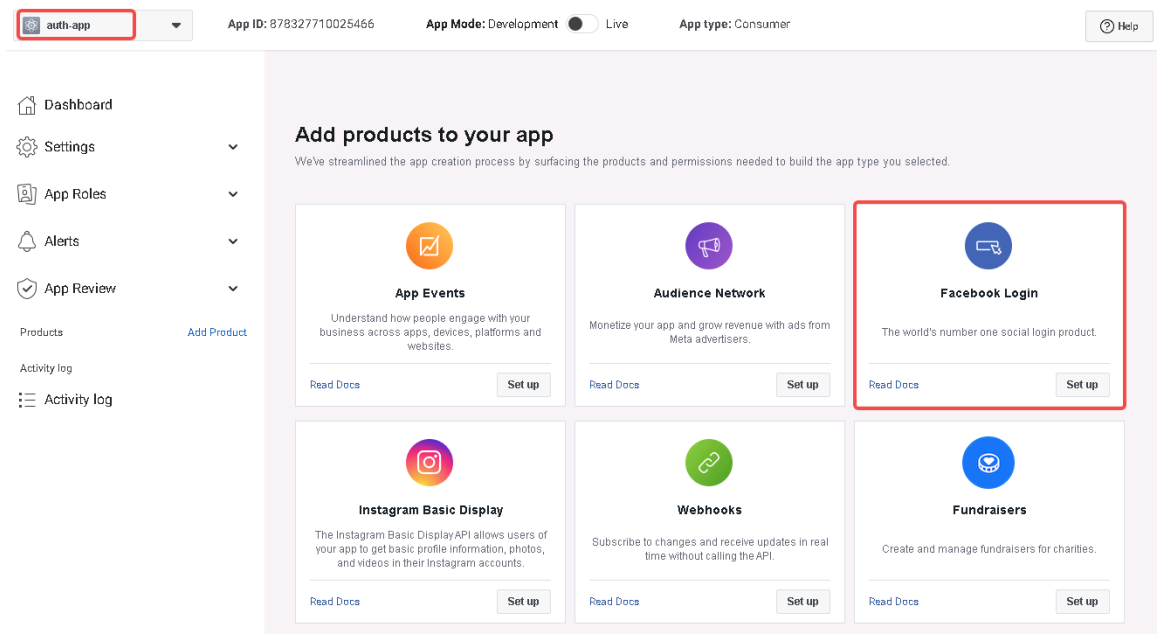 auth-app
App ID: 878327710025466
App Mode: Development
Live
App type: Consumer
Help
Dashboard
Settings
App Roles
Alerts
App Review
Products
Add Product
Activity log
Activity log
Add products to your app
We've streamlined the app creation process by surfacing the products and permissions needed to build the app type you selected.
App Events
Understand how people engage with your
business across apps, devices, platforms and
websites.
Read Docs
Set up
Audience Network
Monetize your app and grow revenue with ads from
Meta advertisers.
Read Docs
Set up
Facebook Login
The world's number one social login product.
Read Docs
Set up
Instagram Basic Display
The Instagram Basic Display API allows users of
your app to get basic profile information, photos,
and videos in their Instagram accounts.
Read Docs
Set up
Webhooks
Subscribe to changes and receive updates in real
time without calling the API.
Read Docs
Set up
Fundraisers
Create and manage fundraisers for charities.
Read Docs
Set up